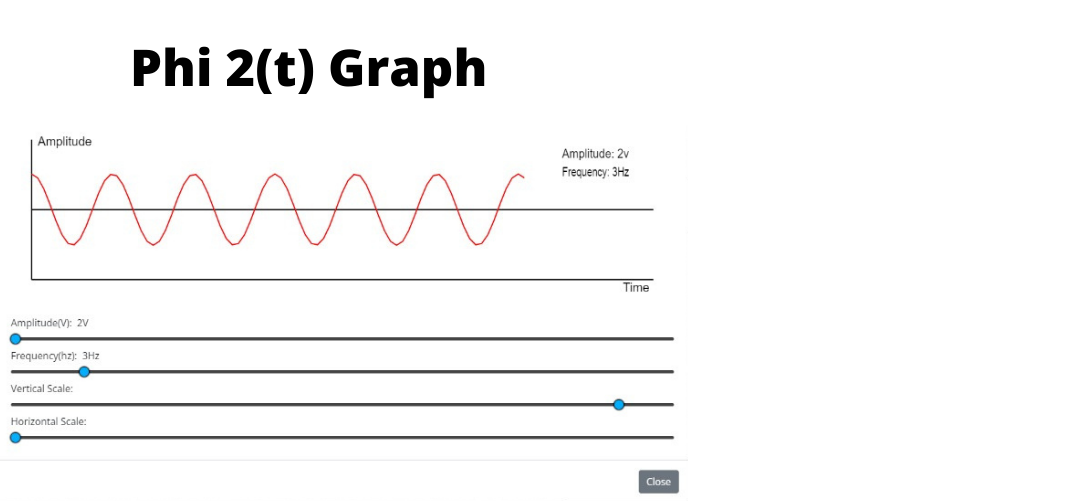 Phi 2(t) Graph
Amplitude
Amplitude: 2v
Frequency: 3Hz
Time
Amplitude(V): 2V
Frequency(hz): 3Hz
Vertical Scale:
Horizontal Scale:
Close